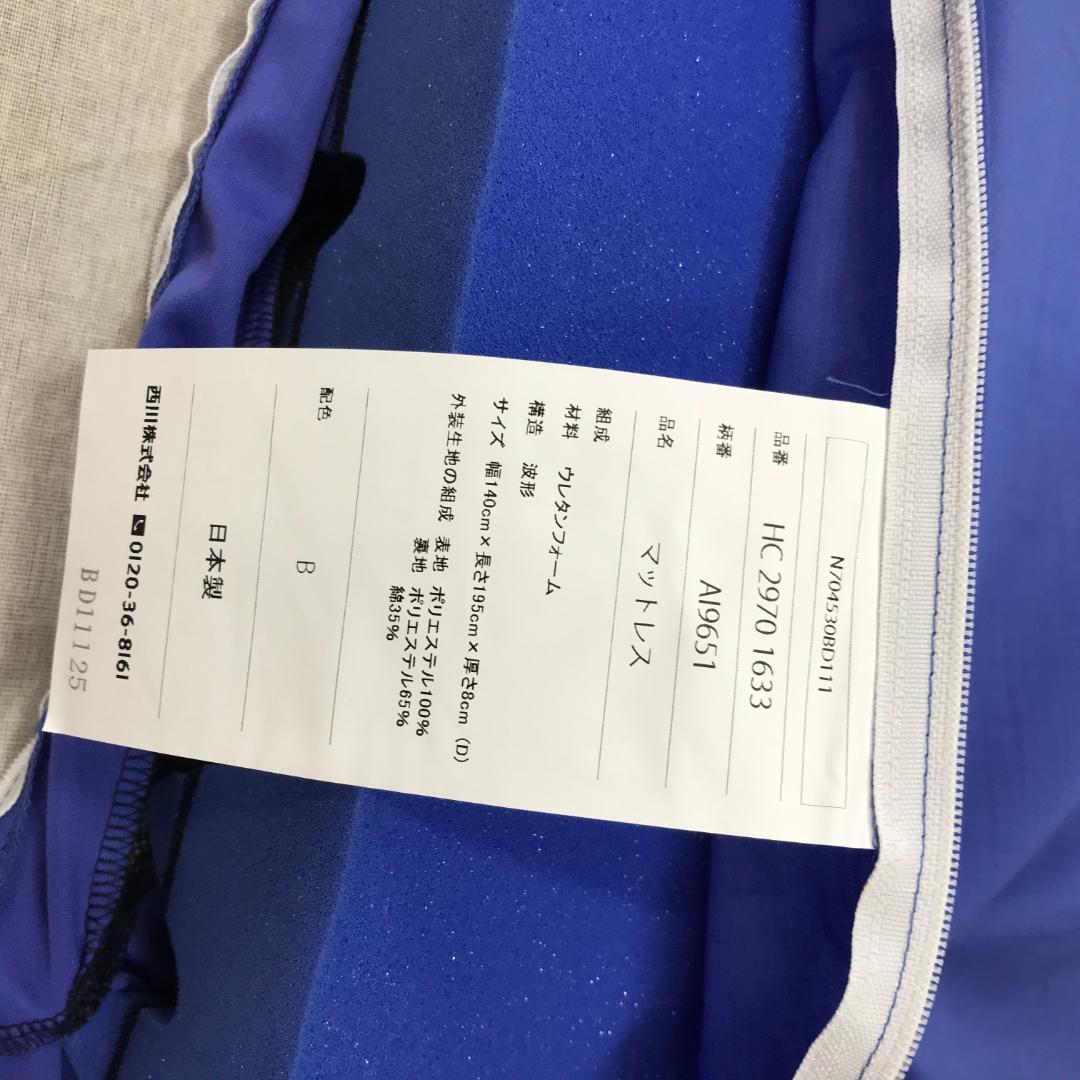 N704530BD111
品番 HC 2970 1633
柄番 AI9651
品名 マットレス
組成
材料 ウレタンフォーム
構造 波形
サイズ 幅140cm×長さ195cm×厚さ8cm（D）
外装生地の組成 表地 ポリエステル100%
裏地 ポリエステル65%
綿35%
配色 B
日本製
西川株式会社 0120-36-8161
BD11125